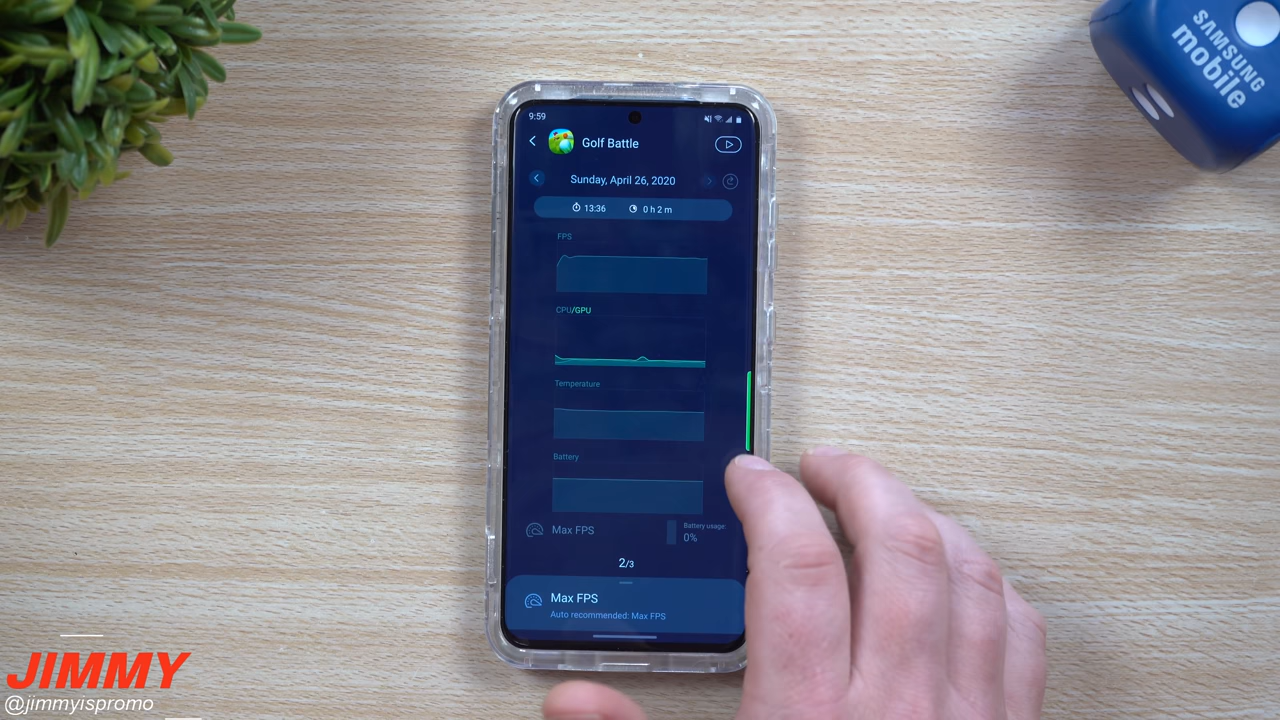 SAMSUNG
mobile
9:59
Golf Battle
Sunday, April 26, 2020
13:36 0 h 2 m
FPS
CPU/GPU
Temperature
Battery
Max FPS
Battery usage:
0%
2/3
Max FPS
Auto recommended: Max FPS
JIMMY
@jimmyispromo